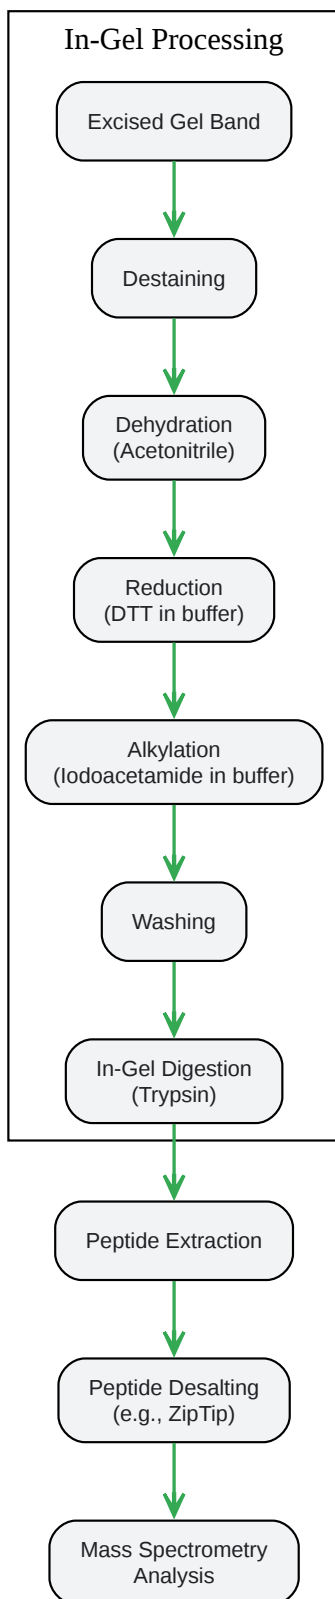 In-Gel Processing
Excised Gel Band
Destaining
Dehydration
(Acetonitrile)
Reduction
(DTT in buffer)
Alkylation
(Iodoacetamide in buffer)
Washing
In-Gel Digestion
(Trypsin)
Peptide Extraction
Peptide Desalting
(e.g., ZipTip)
Mass Spectrometry
Analysis